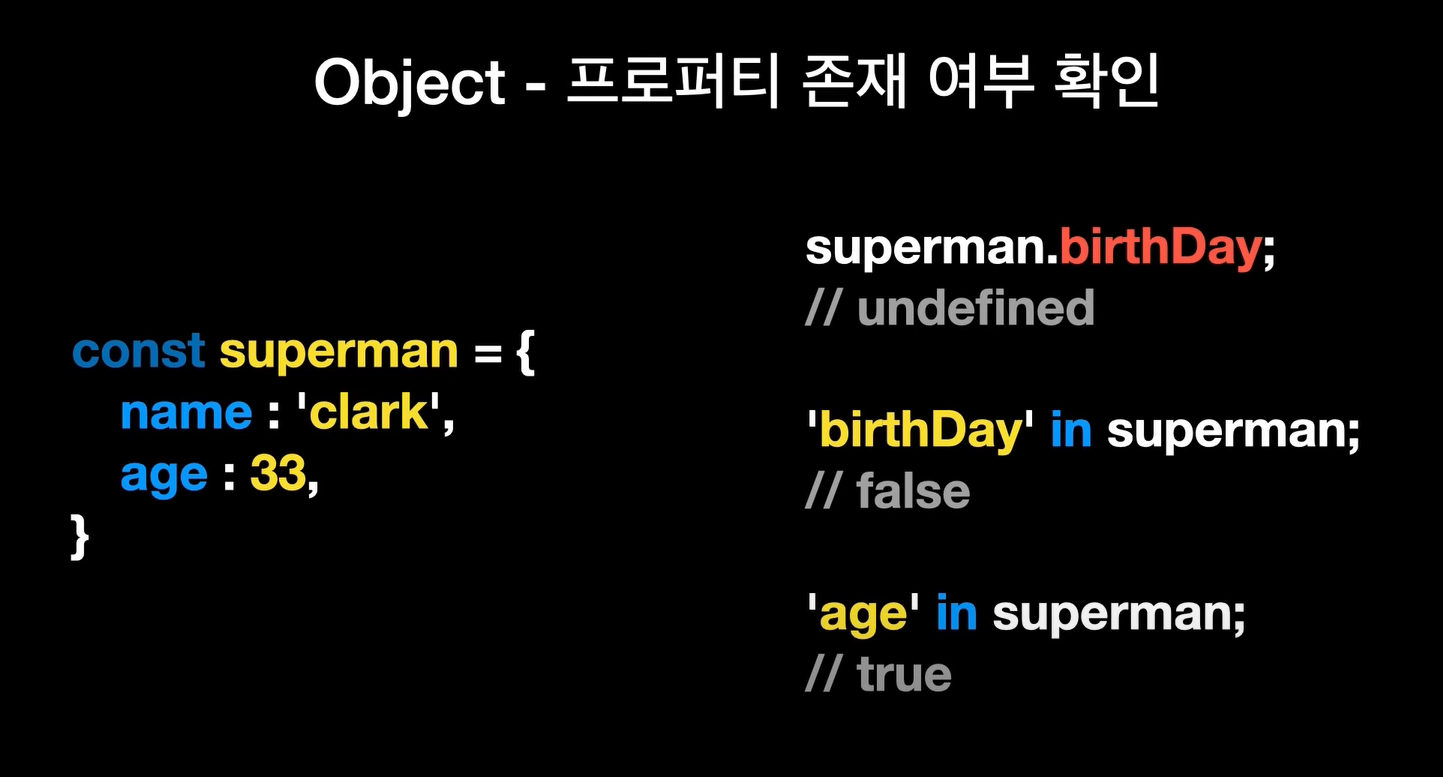 Object - 프로퍼티 존재 여부 확인
const superman = {
name : 'clark',
age : 33,
}
superman.birthDay;
// undefined
'birthDay' in superman;
// false
'age' in superman;
// true